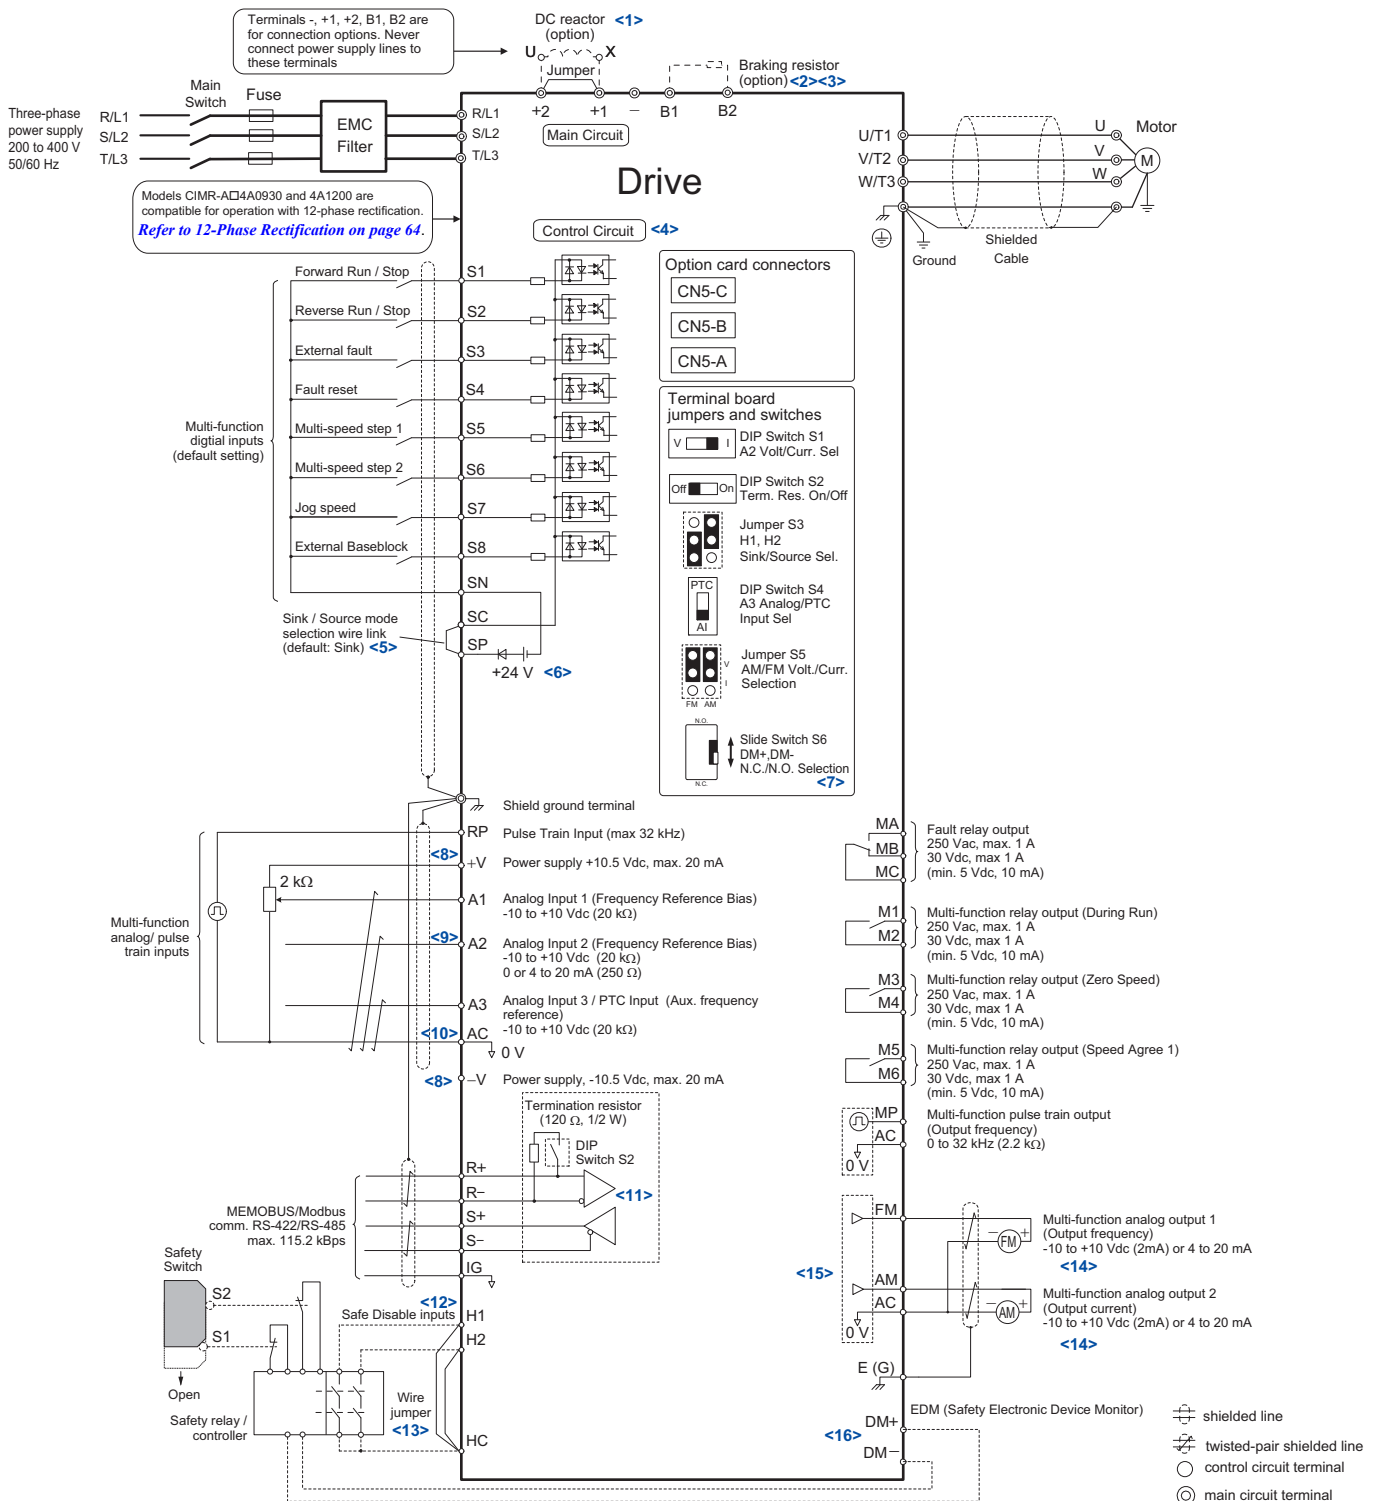 Terminals -, +1, +2, B1, B2 are
for connection options. Never
connect power supply lines to
these terminals
DC reactor <1>
(option)
U X
Jumper
Braking resistor
(option) <2><3>
+2 +1 − B1 B2
Main Circuit
Main
Switch
Fuse
Three-phase
power supply
200 to 400 V
50/60 Hz
R/L1
S/L2
T/L3
EMC
Filter
R/L1
S/L2
T/L3
Drive
U/T1
V/T2
W/T3
U
V
W
Motor
M
Ground
Shielded
Cable
Models CIMR-A□4A0930 and 4A1200 are
compatible for operation with 12-phase rectification.
Refer to 12-Phase Rectification on page 64.
Control Circuit <4>
Multi-function
digtial inputs
(default setting)
Forward Run / Stop S1
Reverse Run / Stop S2
External fault S3
Fault reset S4
Multi-speed step 1 S5
Multi-speed step 2 S6
Jog speed S7
External Baseblock S8
SN
SC
SP
Sink / Source mode
selection wire link
(default: Sink) <5>
+24 V <6>
Option card connectors
CN5-C
CN5-B
CN5-A
Terminal board
jumpers and switches
V I
DIP Switch S1
A2 Volt/Curr. Sel
Off On
DIP Switch S2
Term. Res. On/Off
Jumper S3
H1, H2
Sink/Source Sel.
PTC
AI
DIP Switch S4
A3 Analog/PTC
Input Sel
V
I
FM AM
Jumper S5
AM/FM Volt./Curr.
Selection
N.O.
N.C.
Slide Switch S6
DM+,DM-
N.C./N.O. Selection
<7>
Shield ground terminal
Multi-function
analog/ pulse
train inputs
2 kΩ
RP Pulse Train Input (max 32 kHz)
<8> +V Power supply +10.5 Vdc, max. 20 mA
A1 Analog Input 1 (Frequency Reference Bias)
-10 to +10 Vdc (20 kΩ)
<9> A2 Analog Input 2 (Frequency Reference Bias)
-10 to +10 Vdc (20 kΩ)
0 or 4 to 20 mA (250 Ω)
A3 Analog Input 3 / PTC Input (Aux. frequency
reference)
-10 to +10 Vdc (20 kΩ)
<10> AC
0 V
<8> −V Power supply, -10.5 Vdc, max. 20 mA
Termination resistor
(120 Ω, 1/2 W)
DIP
Switch S2
<11>
MEMOBUS/Modbus
comm. RS-422/RS-485
max. 115.2 kBps
R+
R−
S+
S−
IG
Safety
Switch
S2
S1
Open
Safety relay /
controller
<12>
Safe Disable inputs
H1
H2
HC
Wire
jumper
<13>
MA
MB
MC
Fault relay output
250 Vac, max. 1 A
30 Vdc, max 1 A
(min. 5 Vdc, 10 mA)
M1
M2
Multi-function relay output (During Run)
250 Vac, max. 1 A
30 Vdc, max 1 A
(min. 5 Vdc, 10 mA)
M3
M4
Multi-function relay output (Zero Speed)
250 Vac, max. 1 A
30 Vdc, max 1 A
(min. 5 Vdc, 10 mA)
M5
M6
Multi-function relay output (Speed Agree 1)
250 Vac, max. 1 A
30 Vdc, max 1 A
(min. 5 Vdc, 10 mA)
MP
AC
0 V
Multi-function pulse train output
(Output frequency)
0 to 32 kHz (2.2 kΩ)
FM
AM
AC
0 V
<15>
− FM +
Multi-function analog output 1
(Output frequency)
-10 to +10 Vdc (2mA) or 4 to 20 mA
<14>
− AM +
Multi-function analog output 2
(Output current)
-10 to +10 Vdc (2mA) or 4 to 20 mA
<14>
E (G)
EDM (Safety Electronic Device Monitor)
<16>
DM+
DM−
shielded line
twisted-pair shielded line
control circuit terminal
main circuit terminal